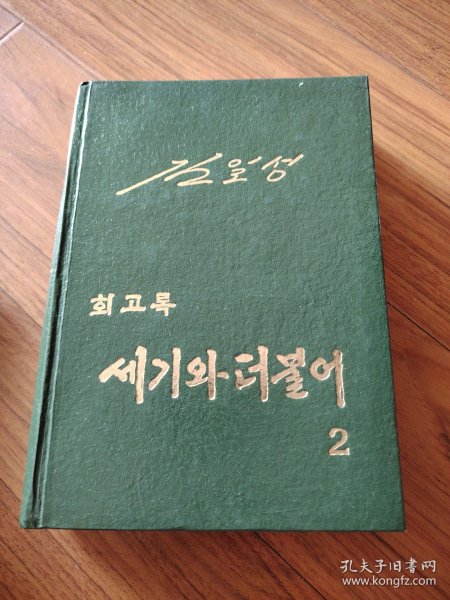 김일성
회고록
세기와 더불어
2
孔夫子旧书网
www.kongfz.com